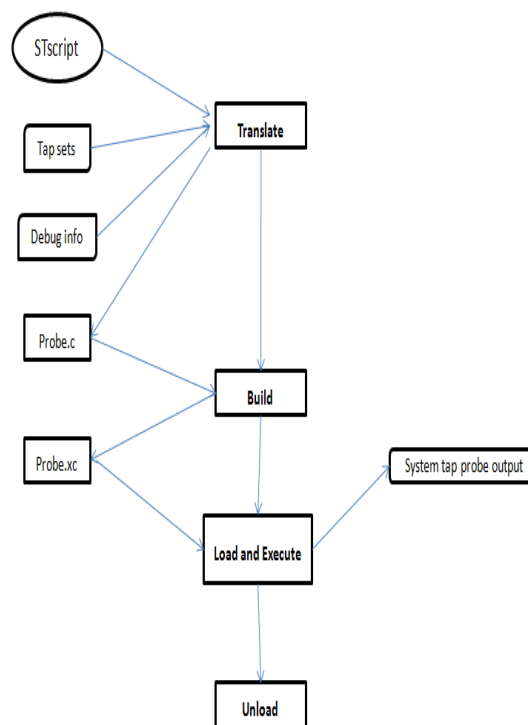 STscript
Translate
Tap sets
Debug info
Probe.c
Build
Probe.xc
System tap probe output
Load and Execute
Unload